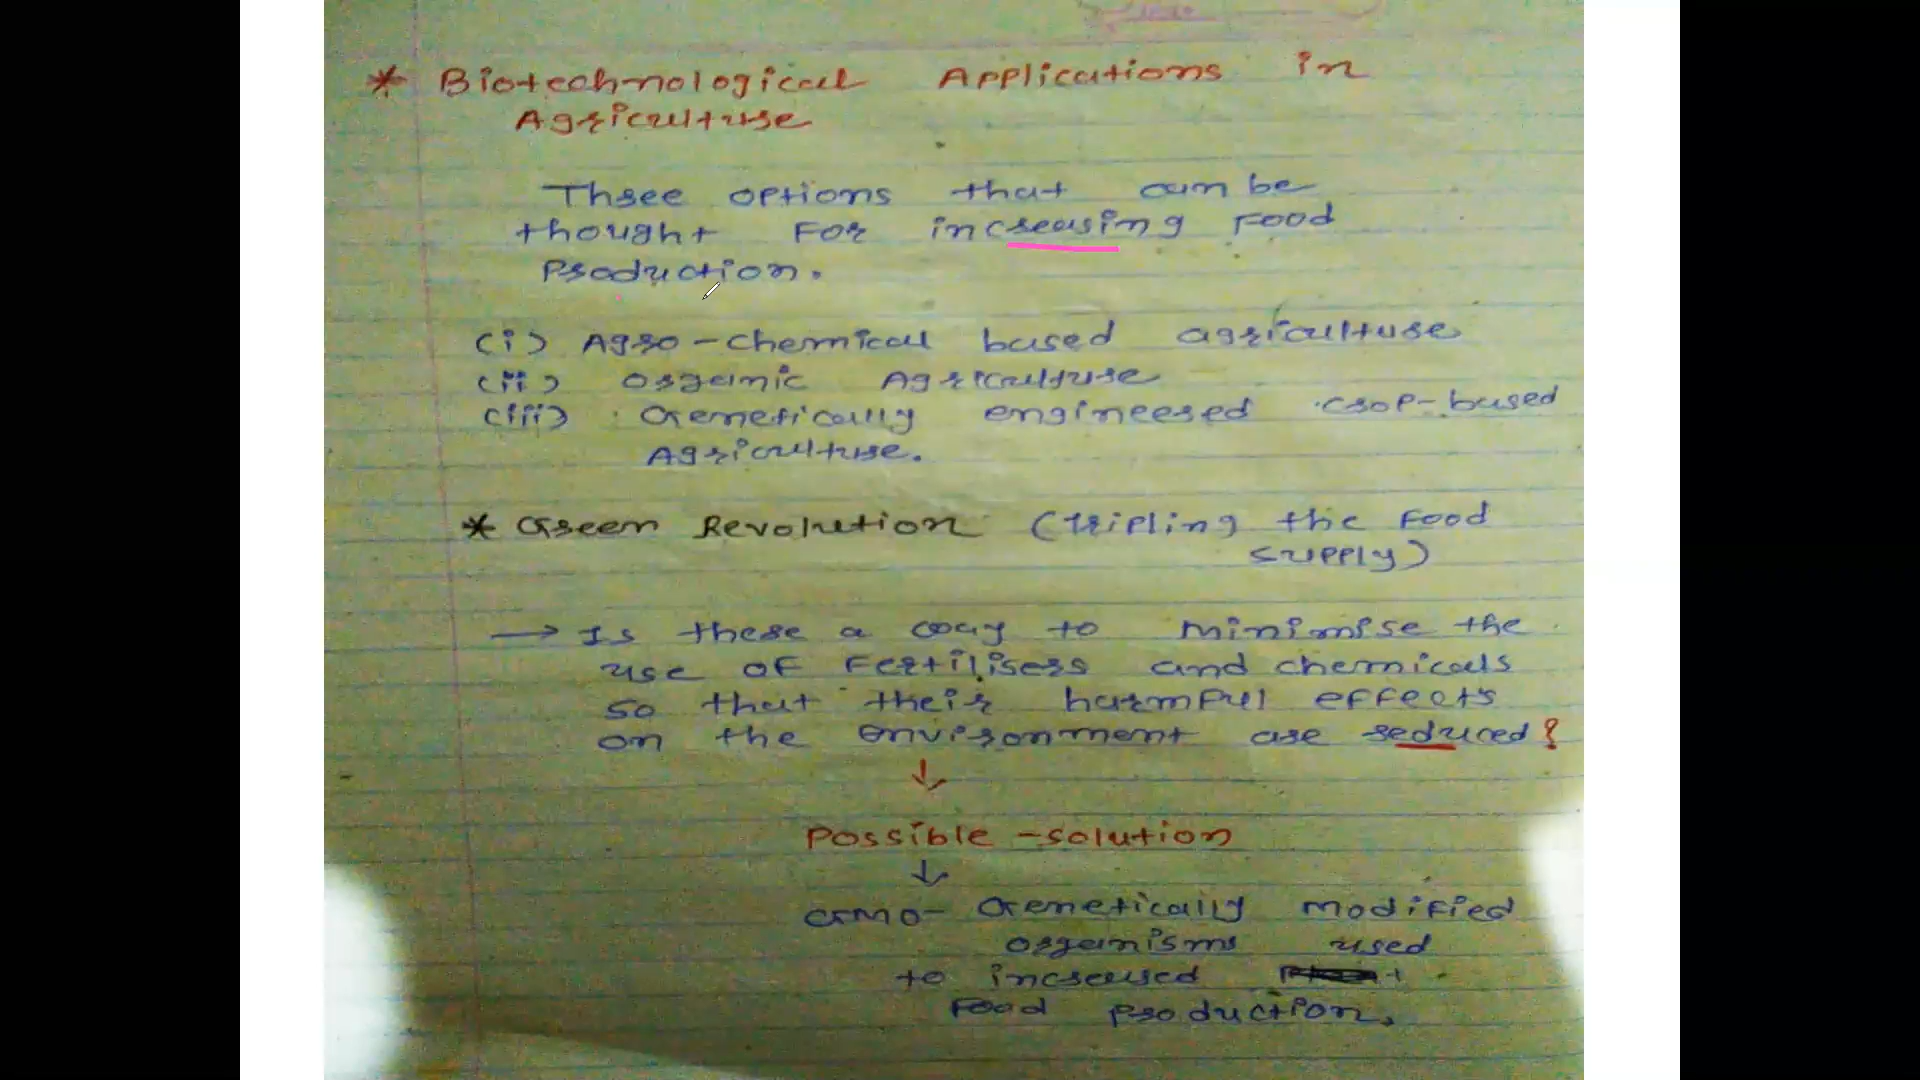 * Biotechnological Applications in
Agriculture
Three options that can be
thought For increasing Food
Production.
(i) Agro-chemical based agriculture
(ii) organic Agriculture
(iii) Genetically engineered crop-based
Agriculture.
* Green Revolution (tripling the Food
supply)
→ Is there a way to minimise the
use of Fertilisers and chemicals
so that their harmful effects
on the environment are reduced?
↓
Possible -solution
↓
GMO- Genetically modified
organisms used
to increased
Food production.